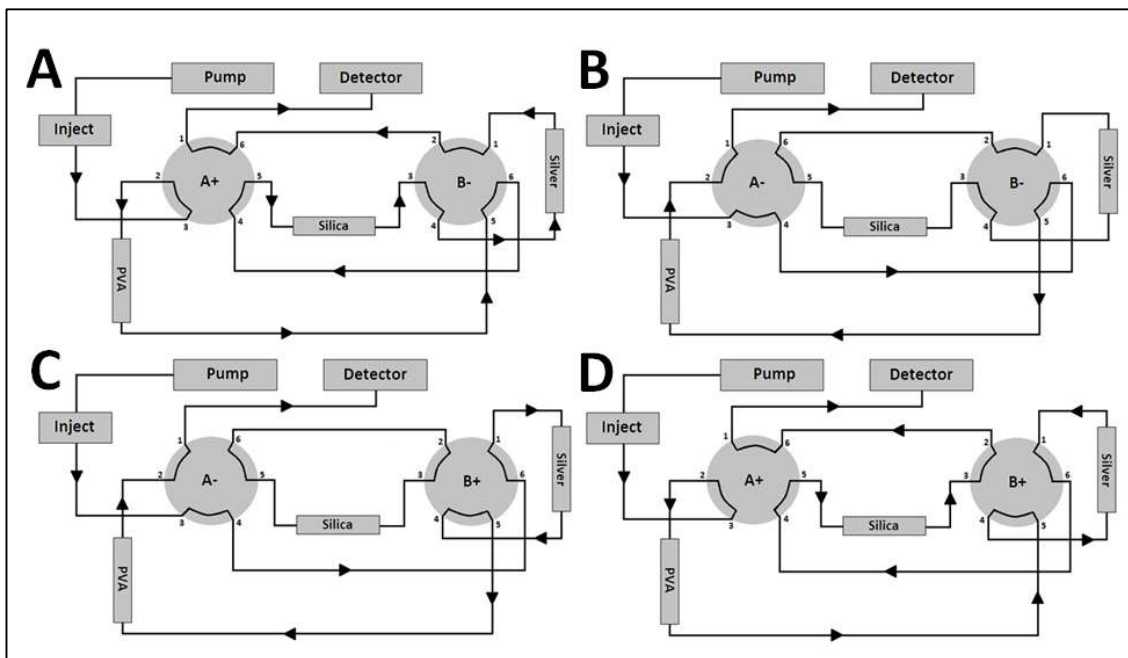 A
Pump
Detector
Inject
1
6
2
1
2
A+
5
3
B-
6
Silver
3
4
4
5
Silica
PVA
B
Pump
Detector
Inject
1
6
2
1
2
A-
5
3
B-
6
Silver
3
4
4
5
Silica
PVA
C
Pump
Detector
Inject
1
6
2
1
2
A-
5
3
B+
6
Silver
3
4
4
5
Silica
PVA
D
Pump
Detector
Inject
1
6
2
1
2
A+
5
3
B+
6
Silver
3
4
4
5
Silica
PVA